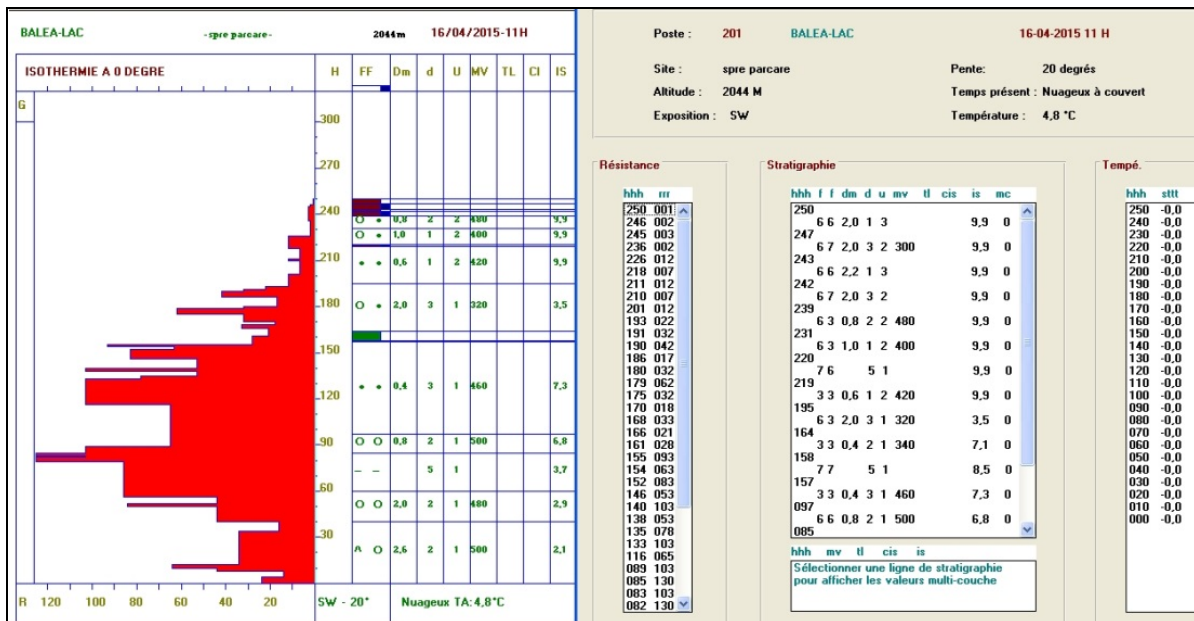 BALEA-LAC -spre parcare- 2044m 16/04/2015-11H
ISOTHERMIE A 0 DEGRE H FF Dm d U MV TL CI IS
G
300
270
240
0,8 2 2 480 9,9
1,0 1 2 400 9,9
210
0,6 1 2 420 9,9
180
2,0 3 1 320 3,5
150
120
0,4 3 1 460 7,3
90
0,8 2 1 500 6,8
5 1 3,7
60
2,0 2 1 480 2,9
30
2,6 2 1 500 2,1
R 120 100 80 60 40 20 SW - 20° Nuageux TA:4,8°C
Poste : 201 BALEA-LAC 16-04-2015 11 H
Site : spre parcare Pente: 20 degrés
Altitude : 2044 M Temps présent : Nuageux à couvert
Exposition : SW Température : 4,8 °C
Résistance
hhh rrr
250 001
246 002
245 003
236 002
226 012
218 007
211 012
210 007
201 012
193 022
191 032
190 042
186 017
180 032
179 062
175 032
170 018
168 033
166 021
161 028
155 093
154 063
152 083
146 053
140 103
138 053
135 078
133 103
116 065
089 103
085 130
083 103
082 130
Stratigraphie
hhh f f dm d u mv tl cis is mc
250
6 6 2,0 1 3 9,9 0
247
6 7 2,0 3 2 300 9,9 0
243
6 6 2,2 1 3 9,9 0
242
6 7 2,0 3 2 9,9 0
239
6 3 0,8 2 2 480 9,9 0
231
6 3 1,0 1 2 400 9,9 0
220
7 6 5 1 9,9 0
219
3 3 0,6 1 2 420 9,9 0
195
6 3 2,0 3 1 320 3,5 0
164
3 3 0,4 2 1 340 7,1 0
158
7 7 5 1 8,5 0
157
3 3 0,4 3 1 460 7,3 0
097
6 6 0,8 2 1 500 6,8 0
085
hhh mv tl cis is
Sélectionner une ligne de stratigraphie
pour afficher les valeurs multi-couche
Tempé.
hhh sttt
250 -0,0
240 -0,0
230 -0,0
220 -0,0
210 -0,0
200 -0,0
190 -0,0
180 -0,0
170 -0,0
160 -0,0
150 -0,0
140 -0,0
130 -0,0
120 -0,0
110 -0,0
100 -0,0
090 -0,0
080 -0,0
070 -0,0
060 -0,0
050 -0,0
040 -0,0
030 -0,0
020 -0,0
010 -0,0
000 -0,0